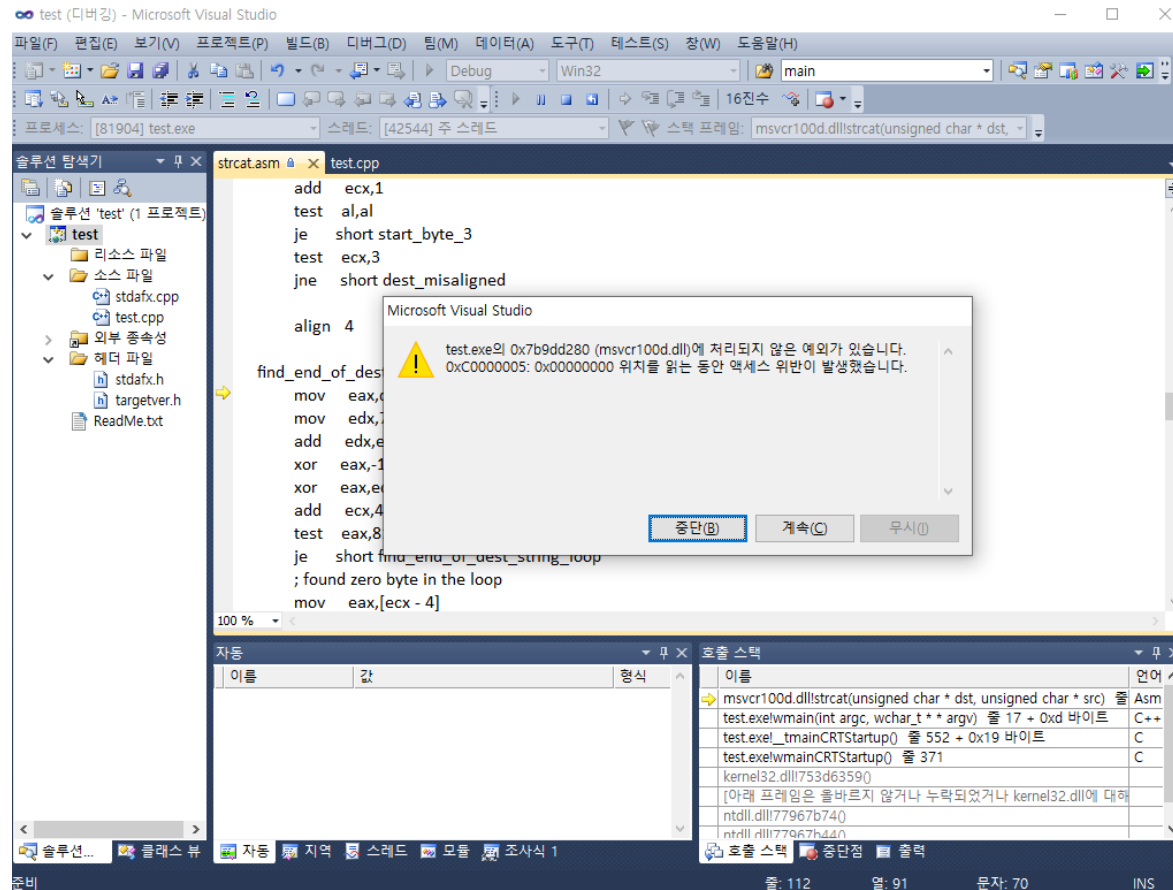 test (디버깅) - Microsoft Visual Studio
파일(F) 편집(E) 보기(V) 프로젝트(P) 빌드(B) 디버그(D) 팀(M) 데이터(A) 도구(T) 테스트(S) 창(W) 도움말(H)
Debug Win32 main
16진수
프로세스: [81904] test.exe 스레드: [42544] 주 스레드 스택 프레임: msvcr100d.dll!strcat(unsigned char * dst,
솔루션 탐색기
솔루션 'test' (1 프로젝트)
test
리소스 파일
소스 파일
stdafx.cpp
test.cpp
외부 종속성
헤더 파일
stdafx.h
targetver.h
ReadMe.txt
strcat.asm test.cpp
add ecx,1
test al,al
je short start_byte_3
test ecx,3
jne short dest_misaligned
align 4
find_end_of_des
mov eax,
mov edx,7
add edx,e
xor eax,-1
xor eax,e
add ecx,4
test eax,8
je short find_end_of_dest_string_loop
; found zero byte in the loop
mov eax,[ecx - 4]
100 %
Microsoft Visual Studio
test.exe의 0x7b9dd280 (msvcr100d.dll)에 처리되지 않은 예외가 있습니다.
0xC0000005: 0x00000000 위치를 읽는 동안 액세스 위반이 발생했습니다.
중단(B) 계속(C) 무시(I)
자동
이름 값 형식
호출 스택
이름 언어
msvcr100d.dll!strcat(unsigned char * dst, unsigned char * src) 줄 Asm
test.exe!wmain(int argc, wchar_t * * argv) 줄 17 + 0xd 바이트 C++
test.exe!__tmainCRTStartup() 줄 552 + 0x19 바이트 C
test.exe!wmainCRTStartup() 줄 371 C
kernel32.dll!753d6359()
[아래 프레임은 올바르지 않거나 누락되었거나 kernel32.dll에 대해
ntdll.dll!77967b74()
ntdll.dll!77967b44()
솔루션... 클래스 뷰
자동 지역 스레드 모듈 조사식 1
호출 스택 중단점 출력
준비 줄: 112 열: 91 문자: 70 INS